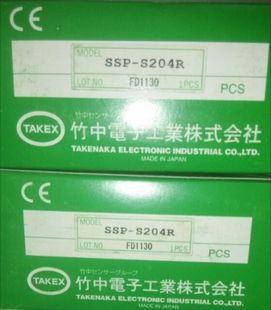 CE
MODEL
SSP-S204R
LOT NO. FD1130 1PCS
PCS
TAKEX
竹中センサーグループ
竹中電子工業株式会社
TAKENAKA ELECTRONIC INDUSTRIAL CO.,LTD.
MADE IN JAPAN
CE
MODEL
SSP-S204R
LOT NO. FD1130 1PCS
PCS
TAKEX
竹中センサーグループ
竹中電子工業株式会社
TAKENAKA ELECTRONIC INDUSTRIAL CO.,LTD.
MADE IN JAPAN